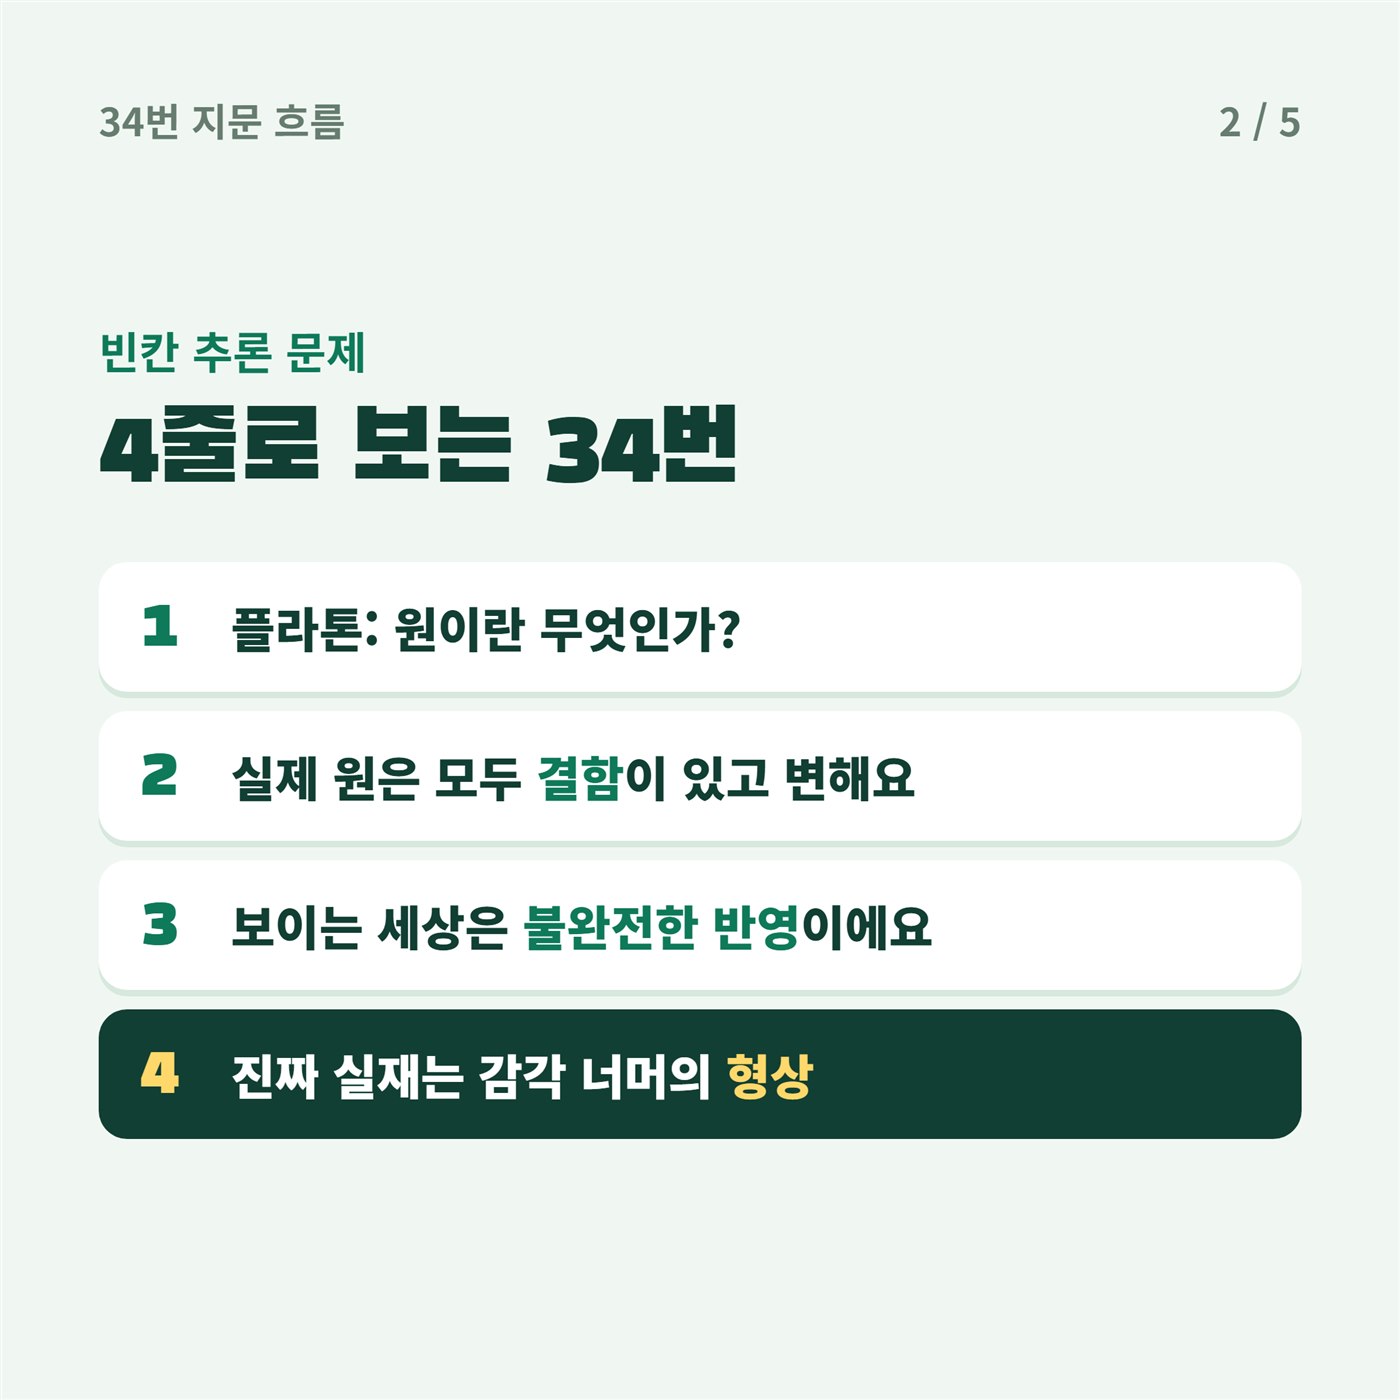 34번 지문 흐름
2 / 5
빈칸 추론 문제
4줄로 보는 34번
1 플라톤: 원이란 무엇인가?
2 실제 원은 모두 결함이 있고 변해요
3 보이는 세상은 불완전한 반영이에요
4 진짜 실재는 감각 너머의 형상